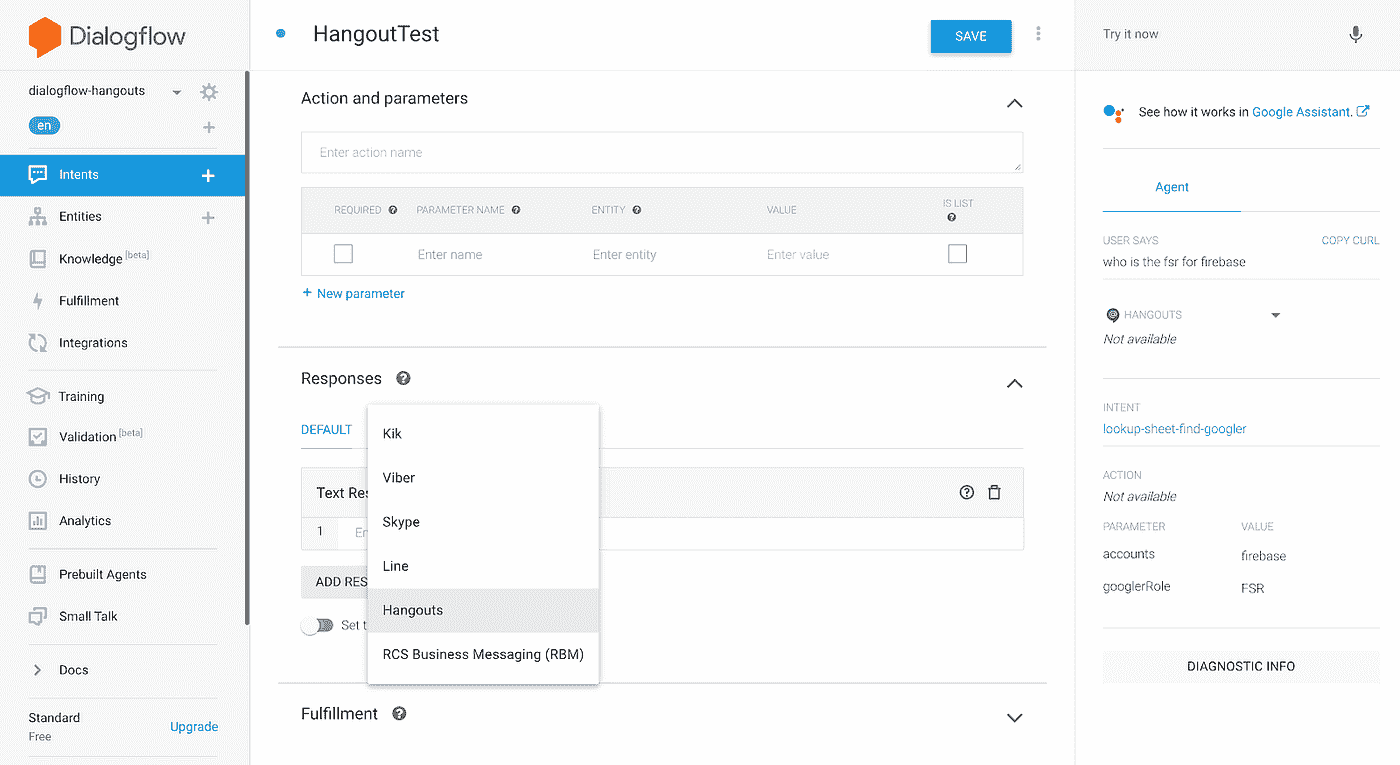 Dialogflow
dialogflow-hangouts
en
Intents
Entities
Knowledge [beta]
Fulfillment
Integrations
Training
Validation [beta]
History
Analytics
Prebuilt Agents
Small Talk
Docs
Standard
Free
Upgrade
HangoutTest
SAVE
Action and parameters
Enter action name
REQUIRED PARAMETER NAME ENTITY VALUE IS LIST
Enter name Enter entity Enter value
+ New parameter
Responses
DEFAULT
Text Res
1 En
ADD RES
Set t
Kik
Viber
Skype
Line
Hangouts
RCS Business Messaging (RBM)
Fulfillment
Try it now
See how it works in Google Assistant.
Agent
USER SAYS COPY CURL
who is the fsr for firebase
HANGOUTS
Not available
INTENT
lookup-sheet-find-googler
ACTION
Not available
PARAMETER VALUE
accounts firebase
googlerRole FSR
DIAGNOSTIC INFO